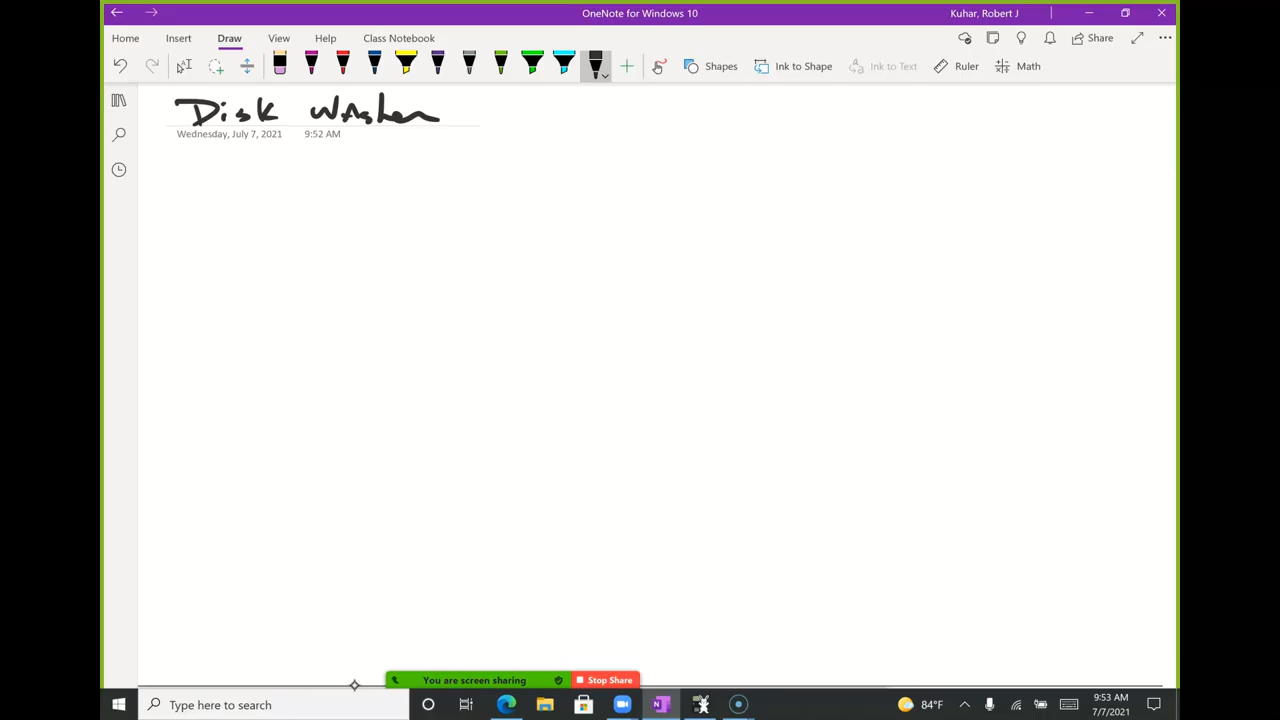 OneNote for Windows 10
Kuhar, Robert J
Home Insert Draw View Help Class Notebook
Share
Shapes Ink to Shape Ink to Text Ruler Math
Disk Washer
Wednesday, July 7, 2021 9:52 AM
You are screen sharing Stop Share
Type here to search
84°F
9:53 AM
7/7/2021